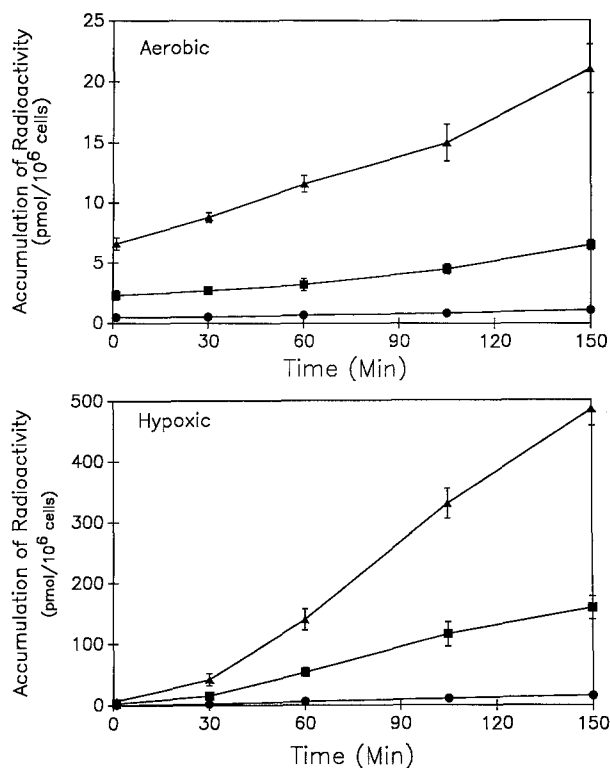 Aerobic
Accumulation of Radioactivity
(pmol/10⁶ cells)
25
20
15
10
5
0
0 30 60 90 120 150
Time (Min)
Hypoxic
Accumulation of Radioactivity
(pmol/10⁶ cells)
500
400
300
200
100
0
0 30 60 90 120 150
Time (Min)